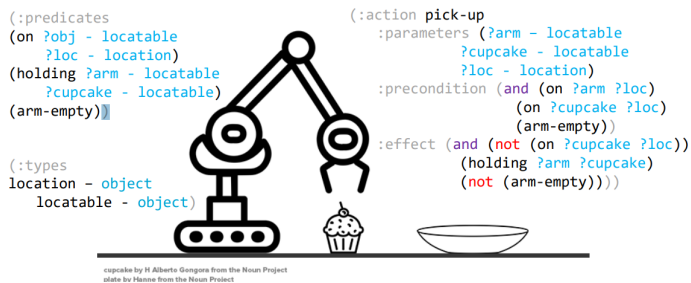 (:predicates
(on ?obj - locatable
?loc - location)
(holding ?arm - locatable
?cupcake - locatable)
(arm-empty))
(:types
location – object
locatable - object)
(:action pick-up
:parameters (?arm – locatable
?cupcake - locatable
?loc - location)
:precondition (and (on ?arm ?loc)
(on ?cupcake ?loc)
(arm-empty))
:effect (and (not (on ?cupcake ?loc))
(holding ?arm ?cupcake)
(not (arm-empty))))
cupcake by H Alberto Gongora from the Noun Project
plate by Hanne from the Noun Project